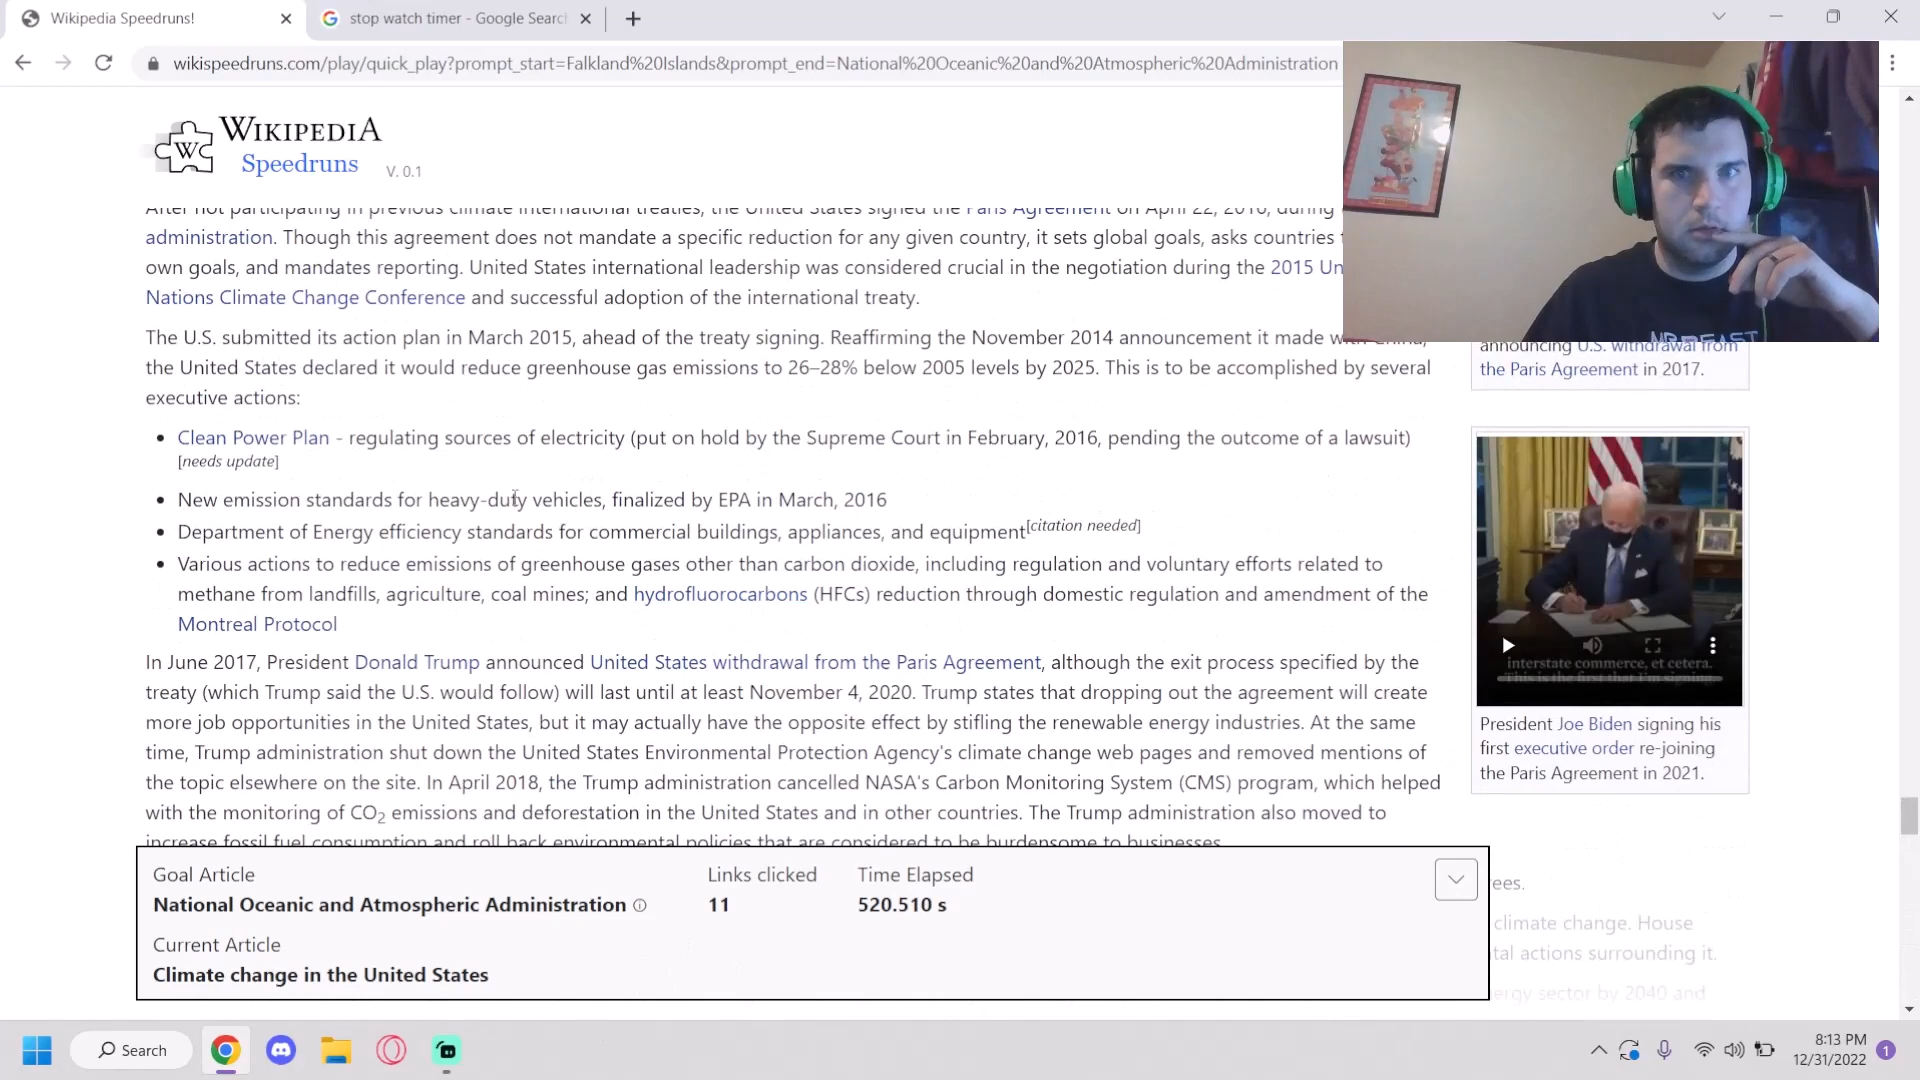 Wikipedia Speedruns!
stop watch timer - Google Search
wikispeedruns.com/play/quick_play?prompt_start=Falkland%20Islands&prompt_end=National%20Oceanic%20and%20Atmospheric%20Administration
WIKIPEDIA
Speedruns V. 0.1
After not participating in previous climate international treaties, the United States signed the Paris Agreement on April 22, 2016, during
administration. Though this agreement does not mandate a specific reduction for any given country, it sets global goals, asks countries
own goals, and mandates reporting. United States international leadership was considered crucial in the negotiation during the 2015 Un
Nations Climate Change Conference and successful adoption of the international treaty.
The U.S. submitted its action plan in March 2015, ahead of the treaty signing. Reaffirming the November 2014 announcement it made with China,
the United States declared it would reduce greenhouse gas emissions to 26–28% below 2005 levels by 2025. This is to be accomplished by several
executive actions:
• Clean Power Plan - regulating sources of electricity (put on hold by the Supreme Court in February, 2016, pending the outcome of a lawsuit)
[needs update]
• New emission standards for heavy-duty vehicles, finalized by EPA in March, 2016
• Department of Energy efficiency standards for commercial buildings, appliances, and equipment[citation needed]
• Various actions to reduce emissions of greenhouse gases other than carbon dioxide, including regulation and voluntary efforts related to
methane from landfills, agriculture, coal mines; and hydrofluorocarbons (HFCs) reduction through domestic regulation and amendment of the
Montreal Protocol
In June 2017, President Donald Trump announced United States withdrawal from the Paris Agreement, although the exit process specified by the
treaty (which Trump said the U.S. would follow) will last until at least November 4, 2020. Trump states that dropping out the agreement will create
more job opportunities in the United States, but it may actually have the opposite effect by stifling the renewable energy industries. At the same
time, Trump administration shut down the United States Environmental Protection Agency's climate change web pages and removed mentions of
the topic elsewhere on the site. In April 2018, the Trump administration cancelled NASA's Carbon Monitoring System (CMS) program, which helped
with the monitoring of CO2 emissions and deforestation in the United States and in other countries. The Trump administration also moved to
increase fossil fuel consumption and roll back environmental policies that are considered to be burdensome to businesses.
MRBEAST
announcing U.S. withdrawal from
the Paris Agreement in 2017.
interstate commerce, et cetera.
This is the first that I'm signing
President Joe Biden signing his
first executive order re-joining
the Paris Agreement in 2021.
ees.
climate change. House
tal actions surrounding it.
ergy sector by 2040 and
Goal Article Links clicked Time Elapsed
National Oceanic and Atmospheric Administration 11 520.510 s
Current Article
Climate change in the United States
Search
8:13 PM
12/31/2022
1